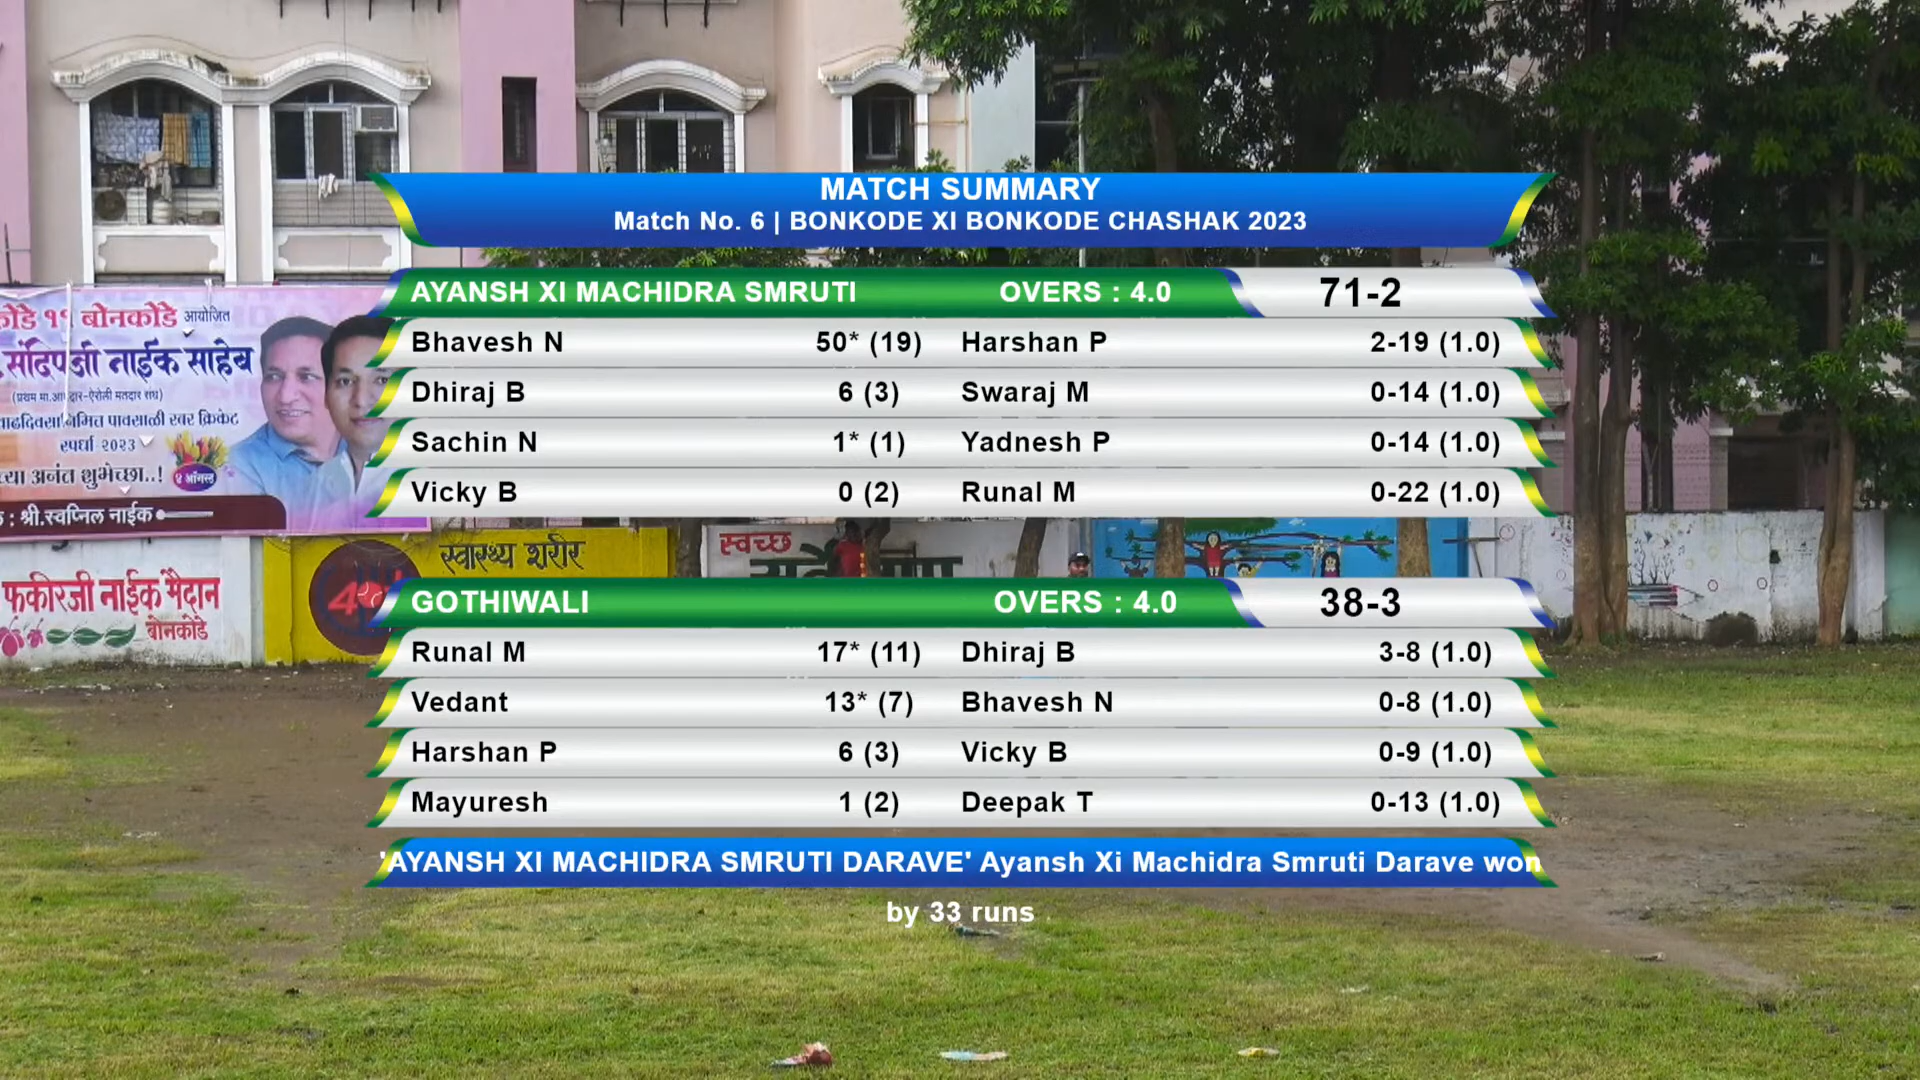 MATCH SUMMARY
Match No. 6 | BONKODE XI BONKODE CHASHAK 2023
AYANSH XI MACHIDRA SMRUTI OVERS : 4.0 71-2
Bhavesh N 50* (19) Harshan P 2-19 (1.0)
Dhiraj B 6 (3) Swaraj M 0-14 (1.0)
Sachin N 1* (1) Yadnesh P 0-14 (1.0)
Vicky B 0 (2) Runal M 0-22 (1.0)
GOTHIWALI OVERS : 4.0 38-3
Runal M 17* (11) Dhiraj B 3-8 (1.0)
Vedant 13* (7) Bhavesh N 0-8 (1.0)
Harshan P 6 (3) Vicky B 0-9 (1.0)
Mayuresh 1 (2) Deepak T 0-13 (1.0)
'AYANSH XI MACHIDRA SMRUTI DARAVE' Ayansh Xi Machidra Smruti Darave won
by 33 runs
बोनकोडे आयोजित
नाईक साहेब
पावसाळी रबर क्रिकेट
स्पर्धा २०२३
अनंत शुभेच्छा..!
४ ऑगस्ट
: श्री.स्वप्निल नाईक
फकीरजी नाईक मैदान
बोनकोडे
स्वास्थ्य शरीर
स्वच्छ